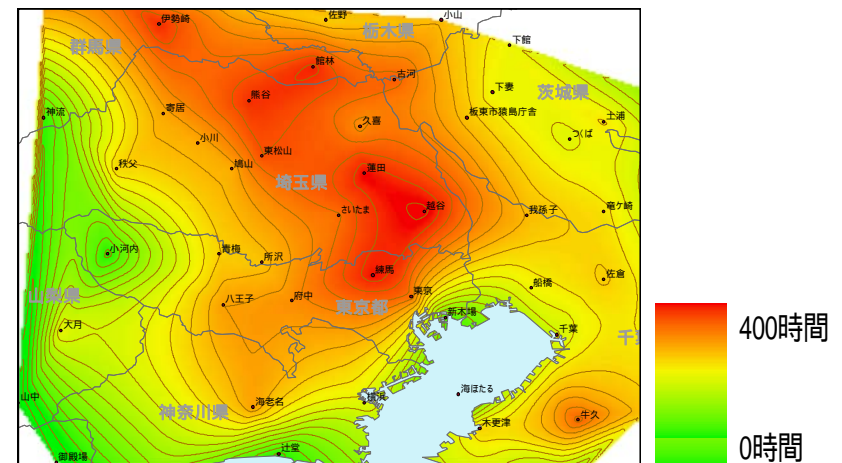 伊勢崎
佐野
小山
栃木県
群馬県
下館
館林
古河
下妻
茨城県
熊谷
神流
寄居
久喜
板東市猿島庁舎
土浦
つくば
小川
東松山
秩父
鳩山
蓮田
埼玉県
さいたま
越谷
我孫子
竜ケ崎
小河内
青梅
所沢
練馬
船橋
佐倉
山梨県
八王子
府中
東京
東京都
新木場
大月
千葉
千
海ほたる
山中
海老名
横浜
神奈川県
牛久
木更津
辻堂
御殿場
400時間
0時間